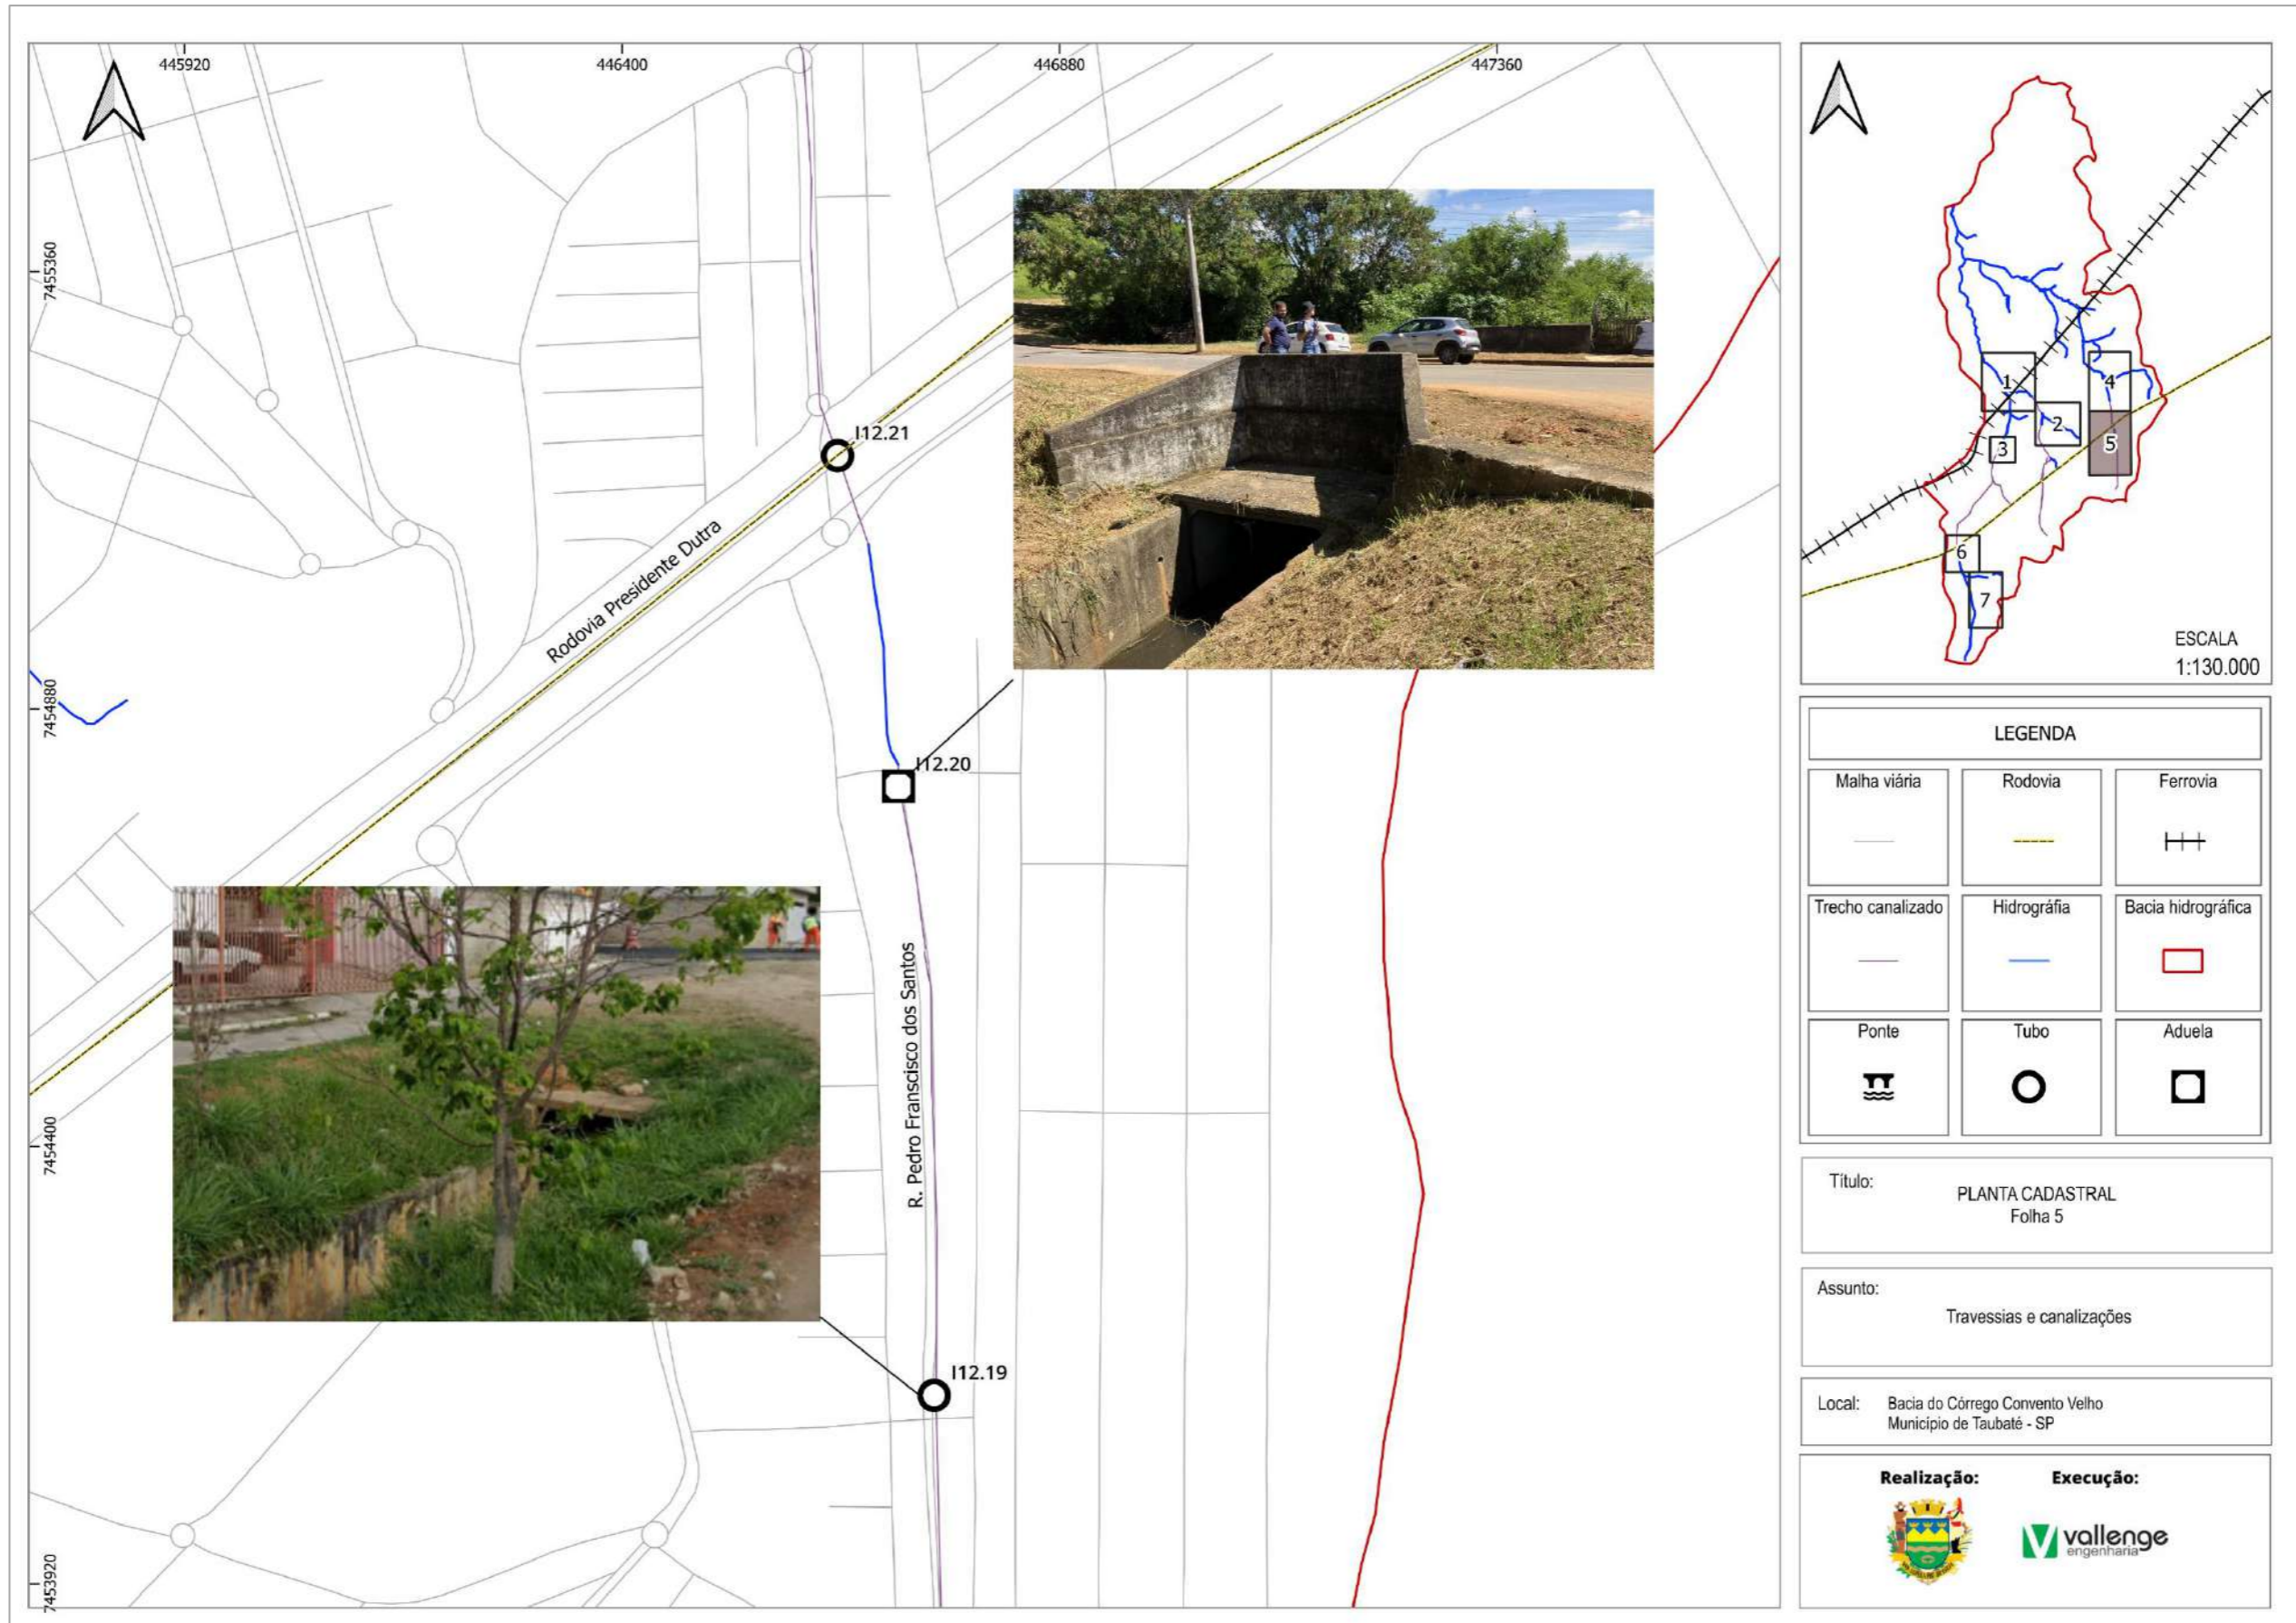 445920
446400
446880
447360
7455360
7454880
7454400
7453920
I12.21
Rodovia Presidente Dutra
I12.20
R. Pedro Franscisco dos Santos
I12.19
1
2
3
4
5
6
7
ESCALA
1:130.000
LEGENDA
Malha viária
Rodovia
Ferrovia
Trecho canalizado
Hidrográfia
Bacia hidrográfica
Ponte
Tubo
Aduela
Título:
PLANTA CADASTRAL
Folha 5
Assunto:
Travessias e canalizações
Local:
Bacia do Córrego Convento Velho
Município de Taubaté - SP
Realização:
Execução:
vallenge
engenharia